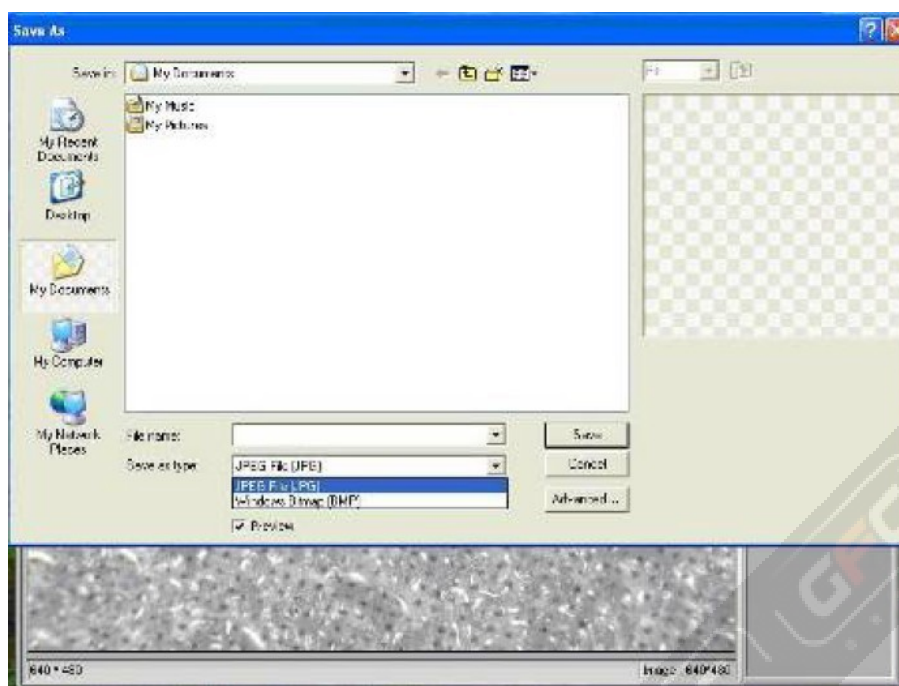 Save As
Save in: My Documents
My Music
My Pictures
My Recent Documents
Desktop
My Documents
My Computer
My Network Places
File name:
Save
Save as type: JPEG File (JPG)
Cancel
JPEG File (JPG)
Windows Bitmap (BMP)
Advanced...
Preview
640 * 480
Image : 640*480
GFC